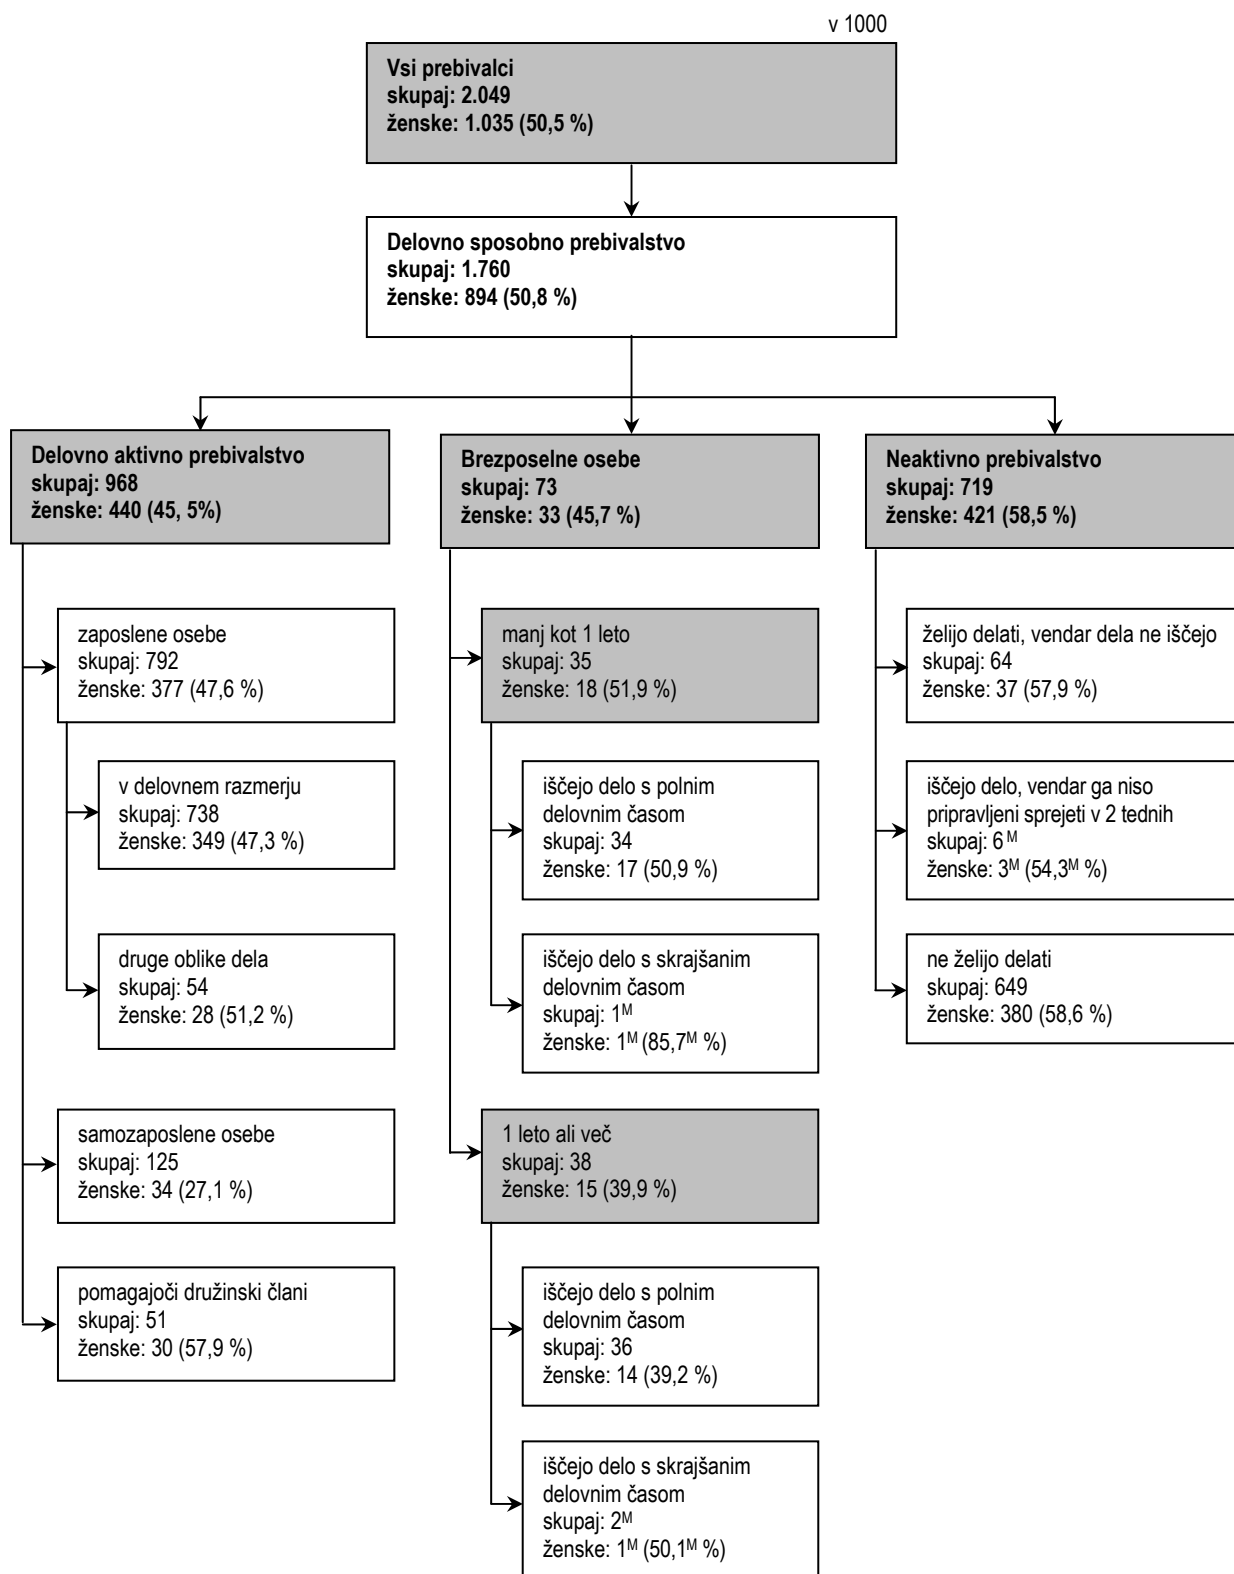 v 1000
Vsi prebivalci
skupaj: 2.049
ženske: 1.035 (50,5 %)
Delovno sposobno prebivalstvo
skupaj: 1.760
ženske: 894 (50,8 %)
Delovno aktivno prebivalstvo
skupaj: 968
ženske: 440 (45, 5%)
zaposlene osebe
skupaj: 792
ženske: 377 (47,6 %)
v delovnem razmerju
skupaj: 738
ženske: 349 (47,3 %)
druge oblike dela
skupaj: 54
ženske: 28 (51,2 %)
samozaposlene osebe
skupaj: 125
ženske: 34 (27,1 %)
pomagajoči družinski člani
skupaj: 51
ženske: 30 (57,9 %)
Brezposelne osebe
skupaj: 73
ženske: 33 (45,7 %)
manj kot 1 leto
skupaj: 35
ženske: 18 (51,9 %)
iščejo delo s polnim
delovnim časom
skupaj: 34
ženske: 17 (50,9 %)
iščejo delo s skrajšanim
delovnim časom
skupaj: 1ᴹ
ženske: 1ᴹ (85,7ᴹ %)
1 leto ali več
skupaj: 38
ženske: 15 (39,9 %)
iščejo delo s polnim
delovnim časom
skupaj: 36
ženske: 14 (39,2 %)
iščejo delo s skrajšanim
delovnim časom
skupaj: 2ᴹ
ženske: 1ᴹ (50,1ᴹ %)
Neaktivno prebivalstvo
skupaj: 719
ženske: 421 (58,5 %)
želijo delati, vendar dela ne iščejo
skupaj: 64
ženske: 37 (57,9 %)
iščejo delo, vendar ga niso
pripravljeni sprejeti v 2 tednih
skupaj: 6ᴹ
ženske: 3ᴹ (54,3ᴹ %)
ne želijo delati
skupaj: 649
ženske: 380 (58,6 %)